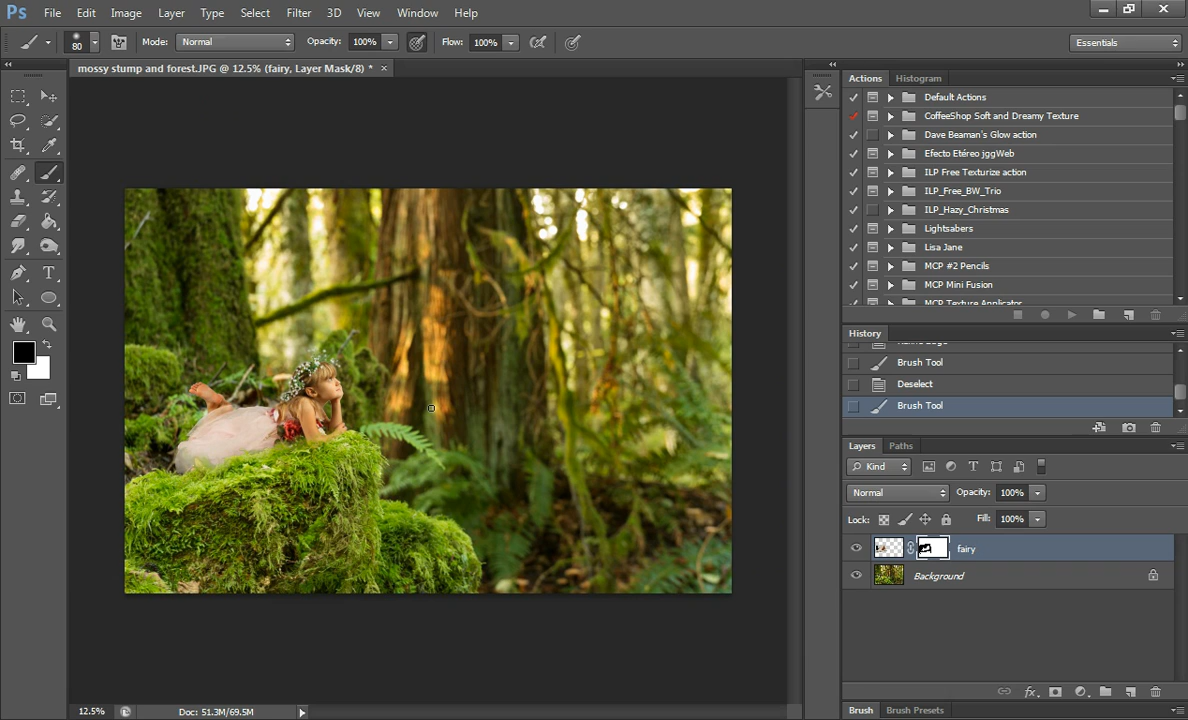 Ps File Edit Image Layer Type Select Filter 3D View Window Help
80 Mode: Normal Opacity: 100% Flow: 100% Essentials
mossy stump and forest.JPG @ 12.5% (fairy, Layer Mask/8) * ×
Actions Histogram
Default Actions
CoffeeShop Soft and Dreamy Texture
Dave Beaman's Glow action
Efecto Etéreo jggWeb
ILP Free Texturize action
ILP_Free_BW_Trio
ILP_Hazy_Christmas
Lightsabers
Lisa Jane
MCP #2 Pencils
MCP Mini Fusion
MCP Texture Applicator
History
Brush Tool
Deselect
Brush Tool
Layers Paths
Kind
Normal Opacity: 100%
Lock: Fill: 100%
fairy
Background
Brush Brush Presets
12.5% Doc: 51.3M/69.5M